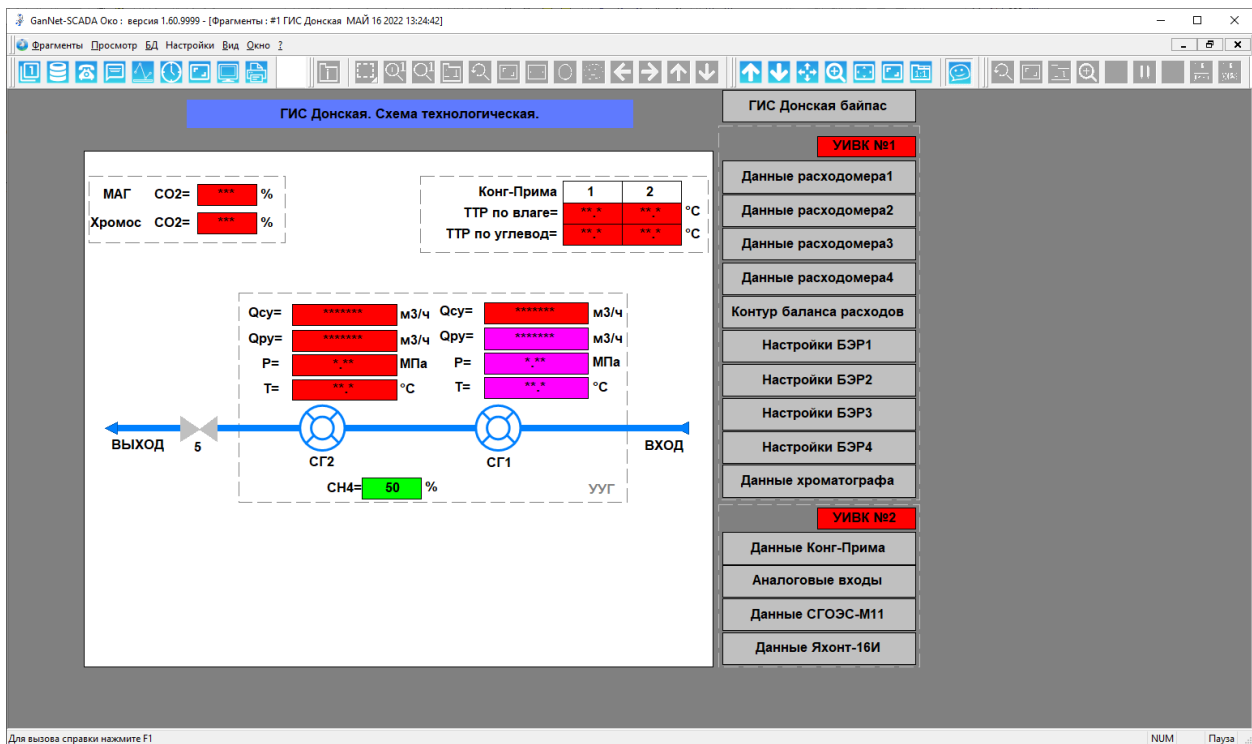 GanNet-SCADA Око : версия 1.60.9999 - [Фрагменты : #1 ГИС Донская МАЙ 16 2022 13:24:42]
Фрагменты Просмотр БД Настройки Вид Окно ?
ГИС Донская. Схема технологическая.
МАГ CO2= *** %
Хромос CO2= *** %
Конг-Прима 1 2
ТТР по влаге= **.* **.* °C
ТТР по углевод= **.* **.* °C
Qсу= ******* м3/ч Qсу= ******* м3/ч
Qру= ******* м3/ч Qру= ******* м3/ч
P= *.** МПа P= *.** МПа
T= **.* °C T= **.* °C
ВЫХОД 5 СГ2 СГ1 ВХОД
CH4= 50 % УУГ
ГИС Донская байпас
УИВК №1
Данные расходомера1
Данные расходомера2
Данные расходомера3
Данные расходомера4
Контур баланса расходов
Настройки БЭР1
Настройки БЭР2
Настройки БЭР3
Настройки БЭР4
Данные хроматографа
УИВК №2
Данные Конг-Прима
Аналоговые входы
Данные СГОЭС-М11
Данные Яхонт-16И
Для вызова справки нажмите F1 NUM Пауза